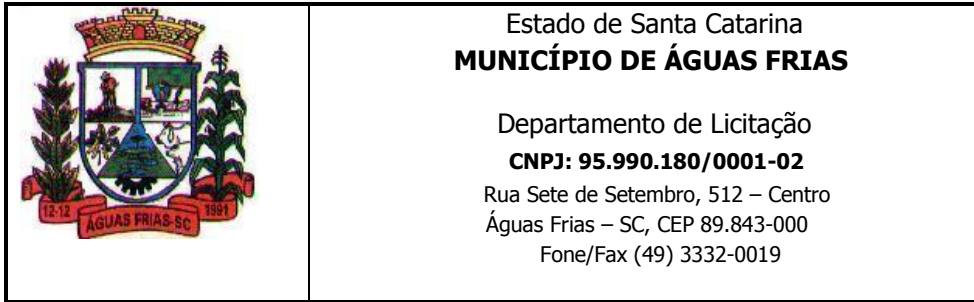 Estado de Santa Catarina
MUNICÍPIO DE ÁGUAS FRIAS
Departamento de Licitação
CNPJ: 95.990.180/0001-02
Rua Sete de Setembro, 512 – Centro
Águas Frias – SC, CEP 89.843-000
Fone/Fax (49) 3332-0019
12-12
ÁGUAS FRIAS-SC
1991